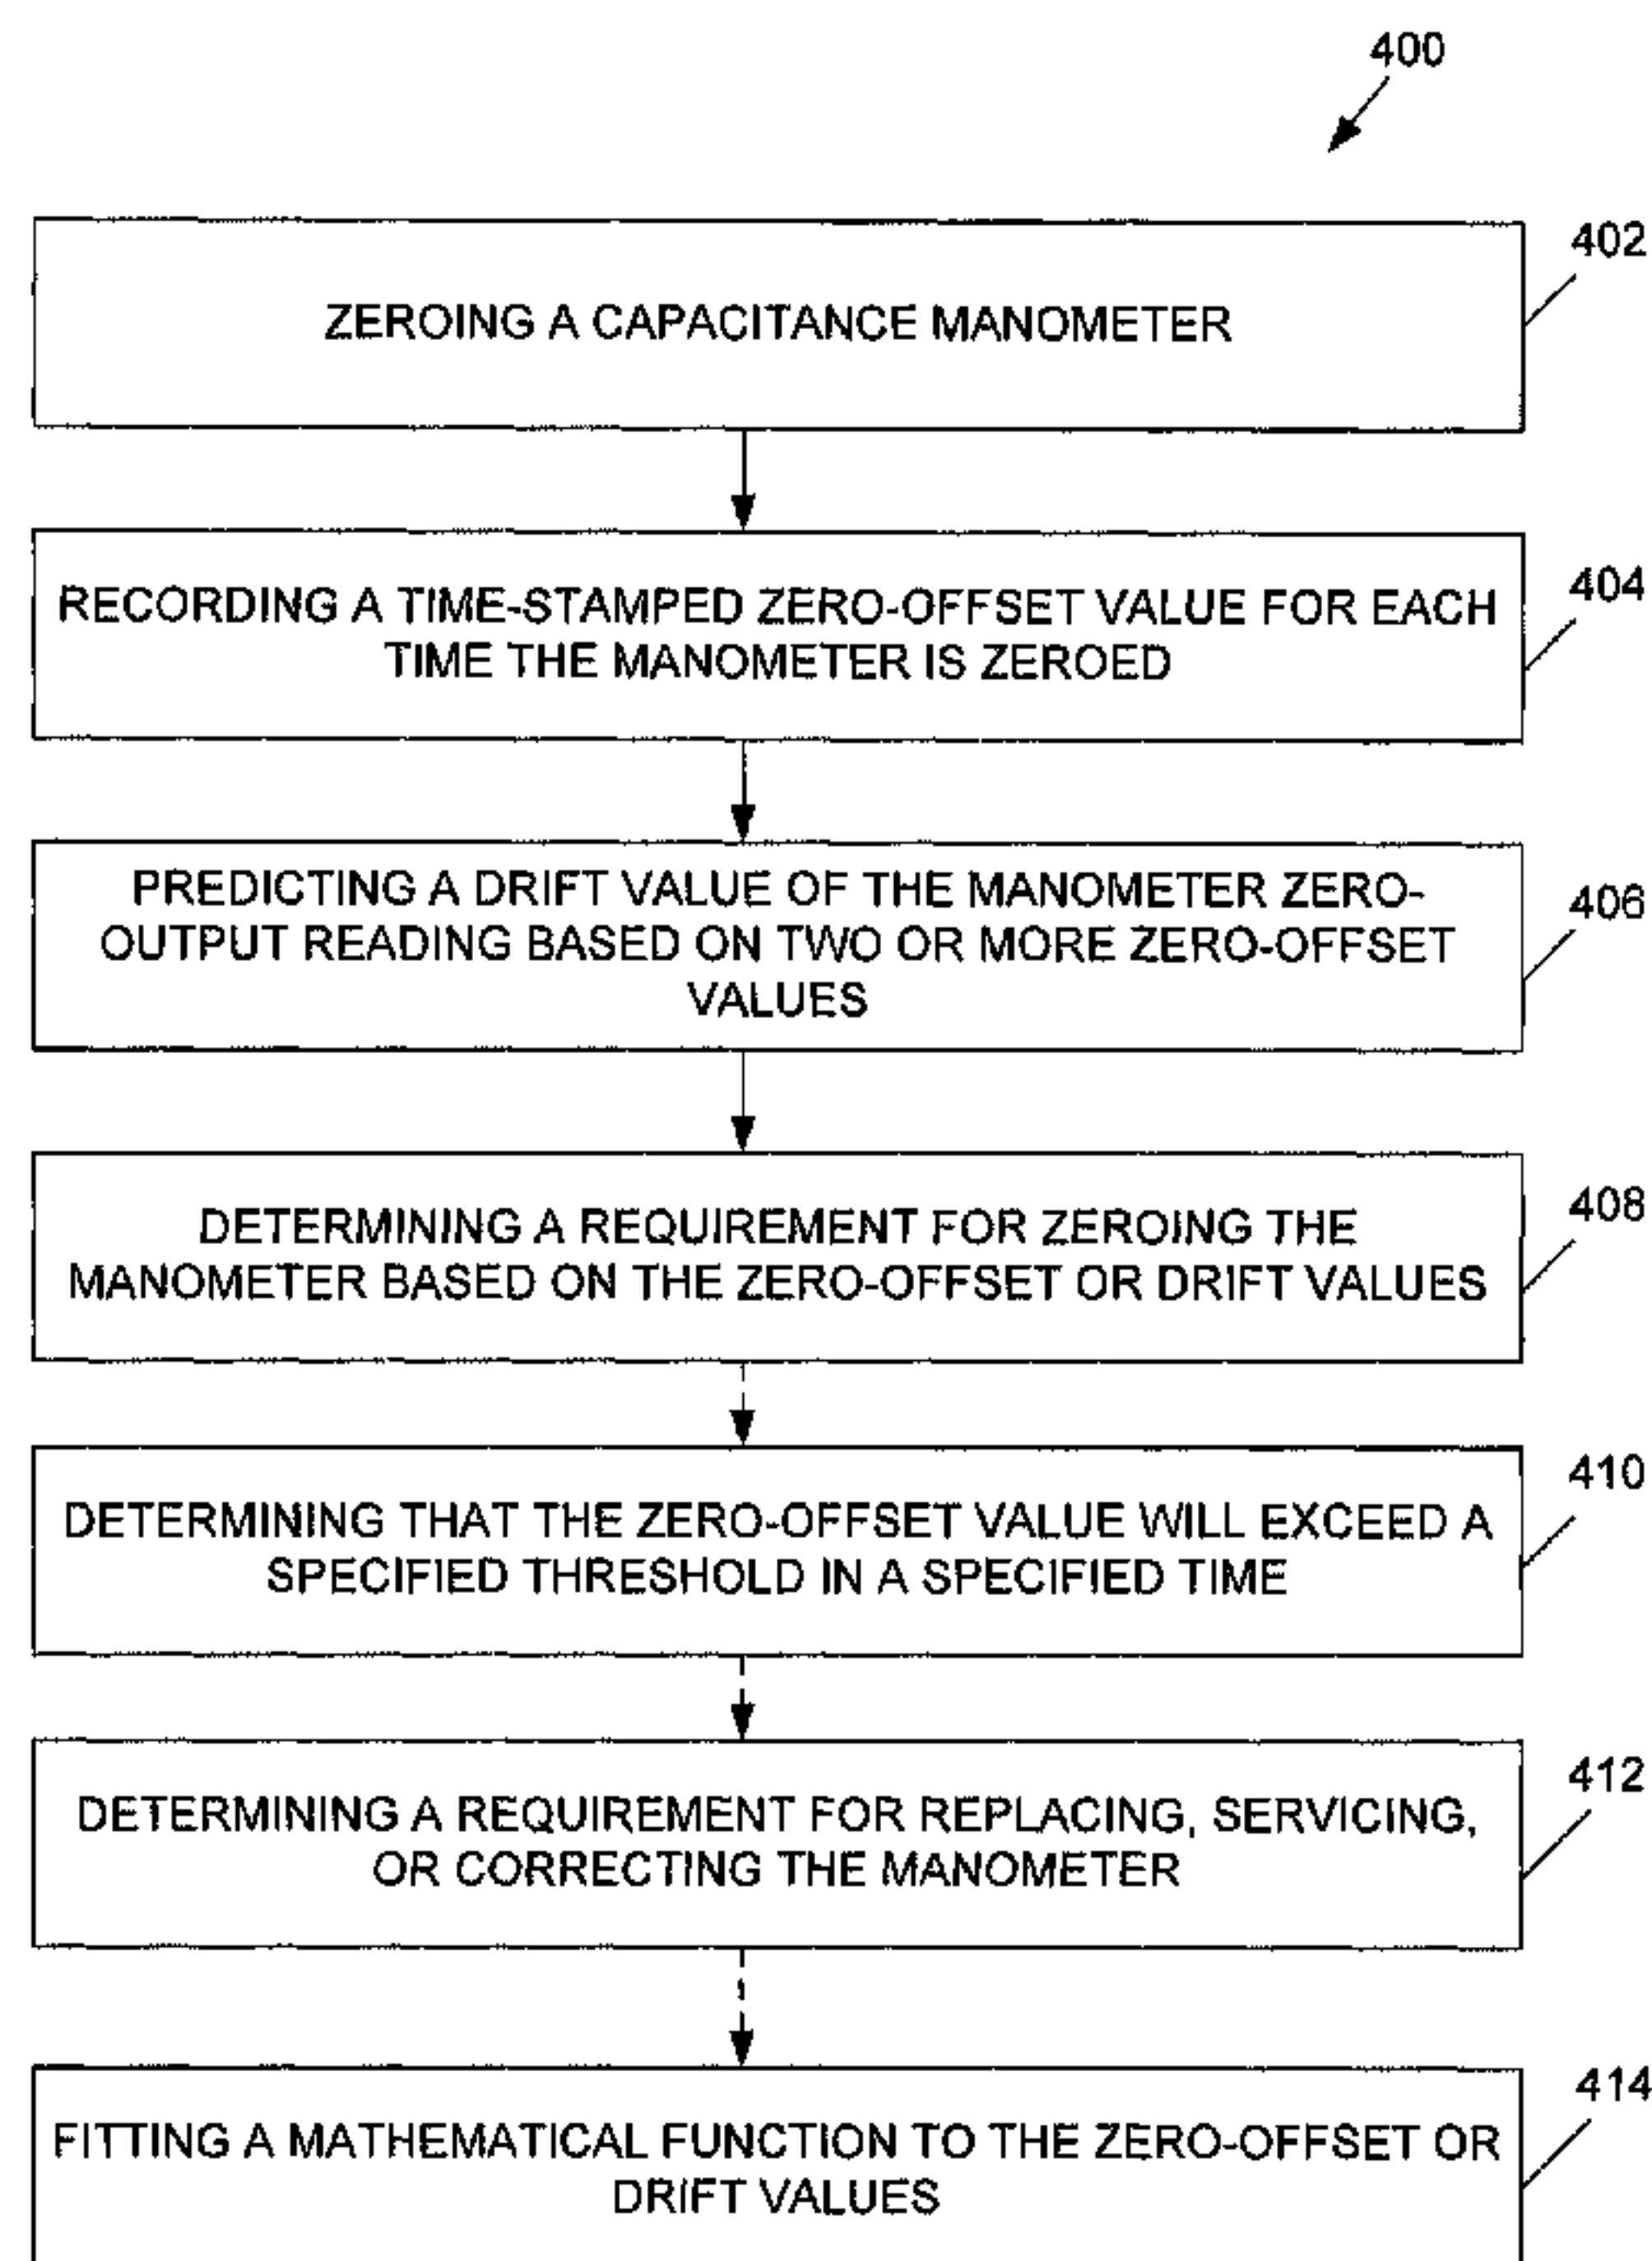 400
402
ZEROING A CAPACITANCE MANOMETER
404
RECORDING A TIME-STAMPED ZERO-OFFSET VALUE FOR EACH
TIME THE MANOMETER IS ZEROED
406
PREDICTING A DRIFT VALUE OF THE MANOMETER ZERO-
OUTPUT READING BASED ON TWO OR MORE ZERO-OFFSET
VALUES
408
DETERMINING A REQUIREMENT FOR ZEROING THE
MANOMETER BASED ON THE ZERO-OFFSET OR DRIFT VALUES
410
DETERMINING THAT THE ZERO-OFFSET VALUE WILL EXCEED A
SPECIFIED THRESHOLD IN A SPECIFIED TIME
412
DETERMINING A REQUIREMENT FOR REPLACING, SERVICING,
OR CORRECTING THE MANOMETER
414
FITTING A MATHEMATICAL FUNCTION TO THE ZERO-OFFSET OR
DRIFT VALUES